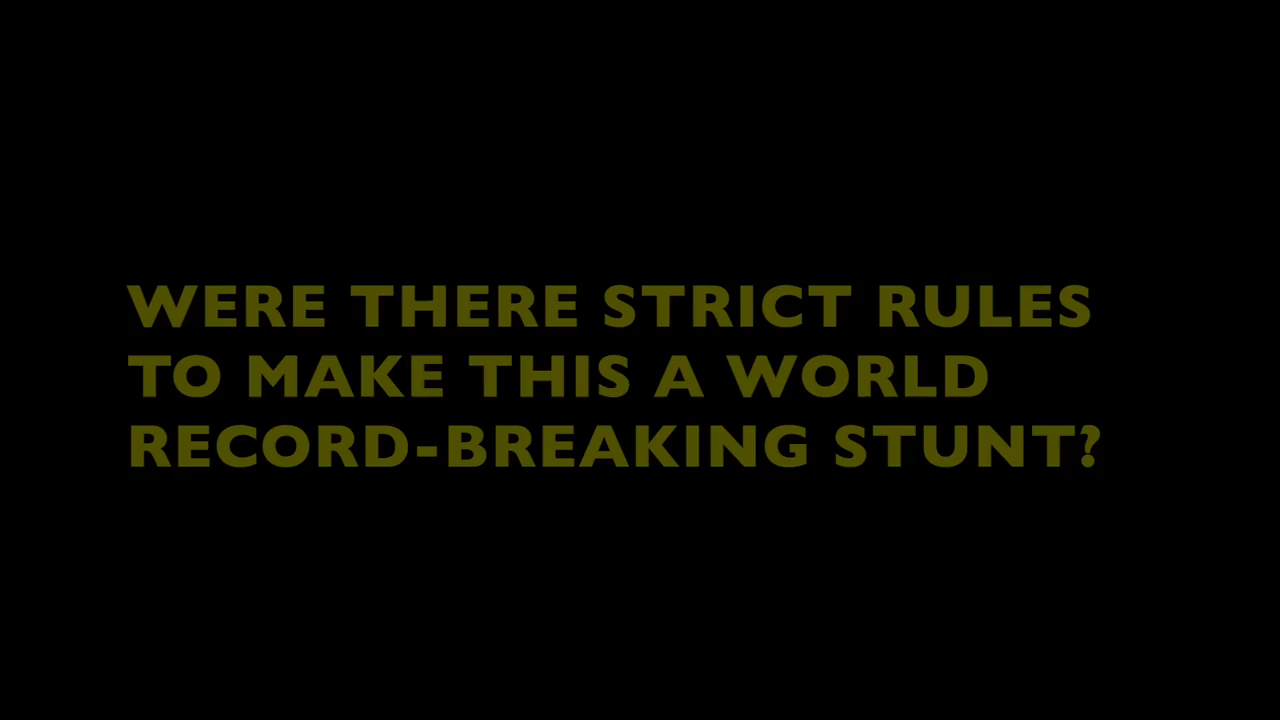 WERE THERE STRICT RULES
TO MAKE THIS A WORLD
RECORD-BREAKING STUNT?